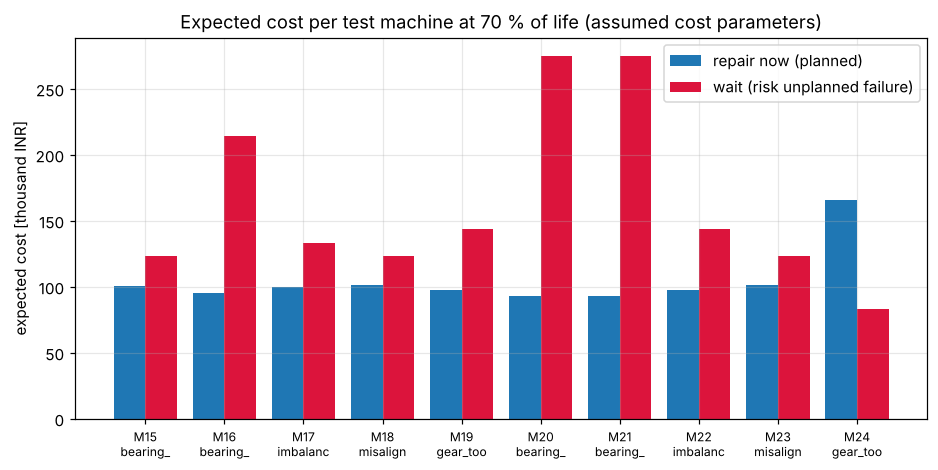 Expected cost per test machine at 70 % of life (assumed cost parameters)
repair now (planned)
wait (risk unplanned failure)
expected cost [thousand INR]
250
200
150
100
50
0
M15 M16 M17 M18 M19 M20 M21 M22 M23 M24
bearing_ bearing_ imbalanc misalign gear_too bearing_ bearing_ imbalanc misalign gear_too